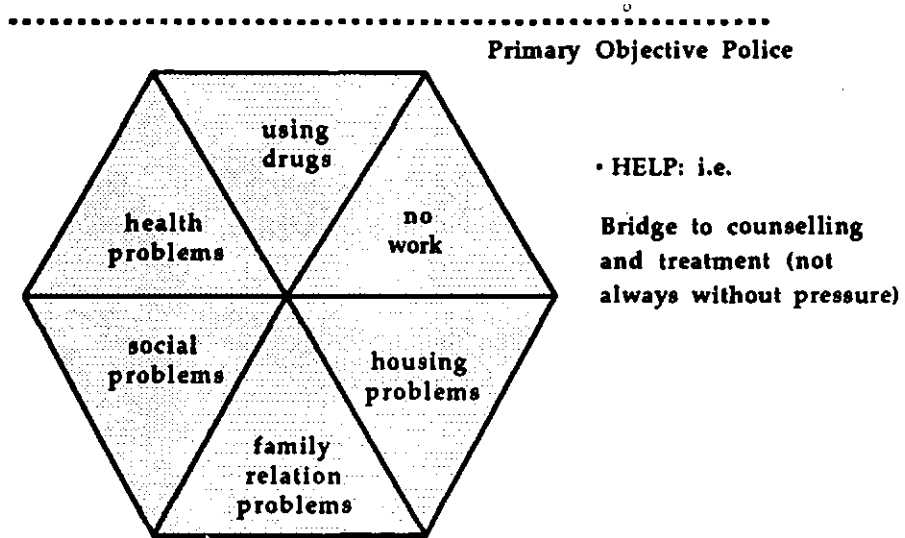 Primary Objective Police
using
drugs
health
problems
no
work
social
problems
housing
problems
family
relation
problems
• HELP: i.e.
Bridge to counselling
and treatment (not
always without pressure)